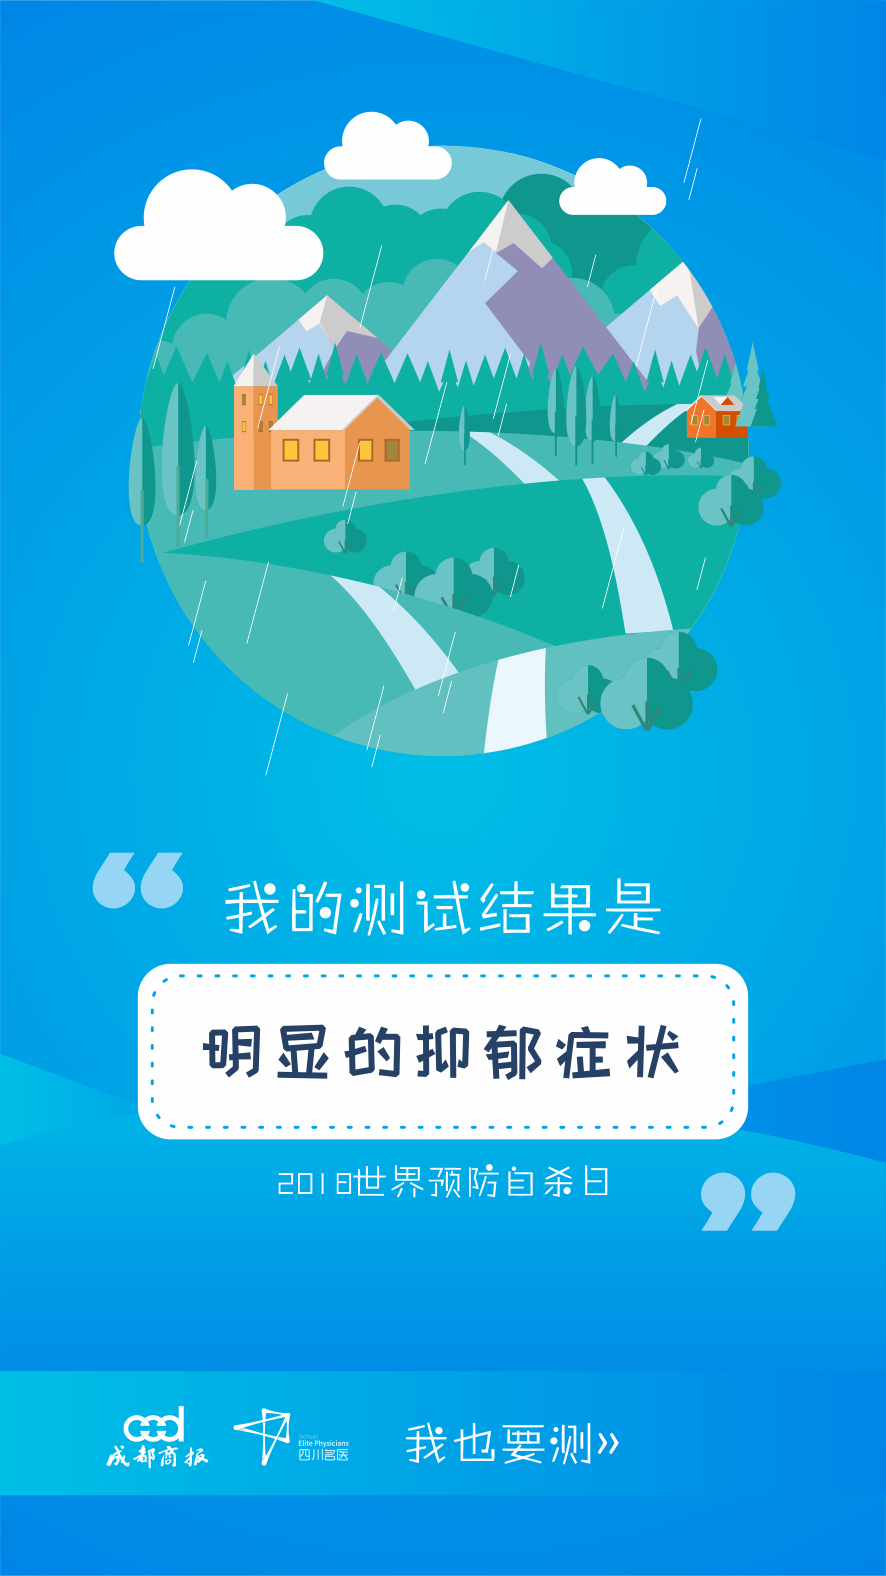 我的测试结果是
明显的抑郁症状
2018世界预防自杀日
成都商报
Sichuan
Elite Physicians
四川名医
我也要测»